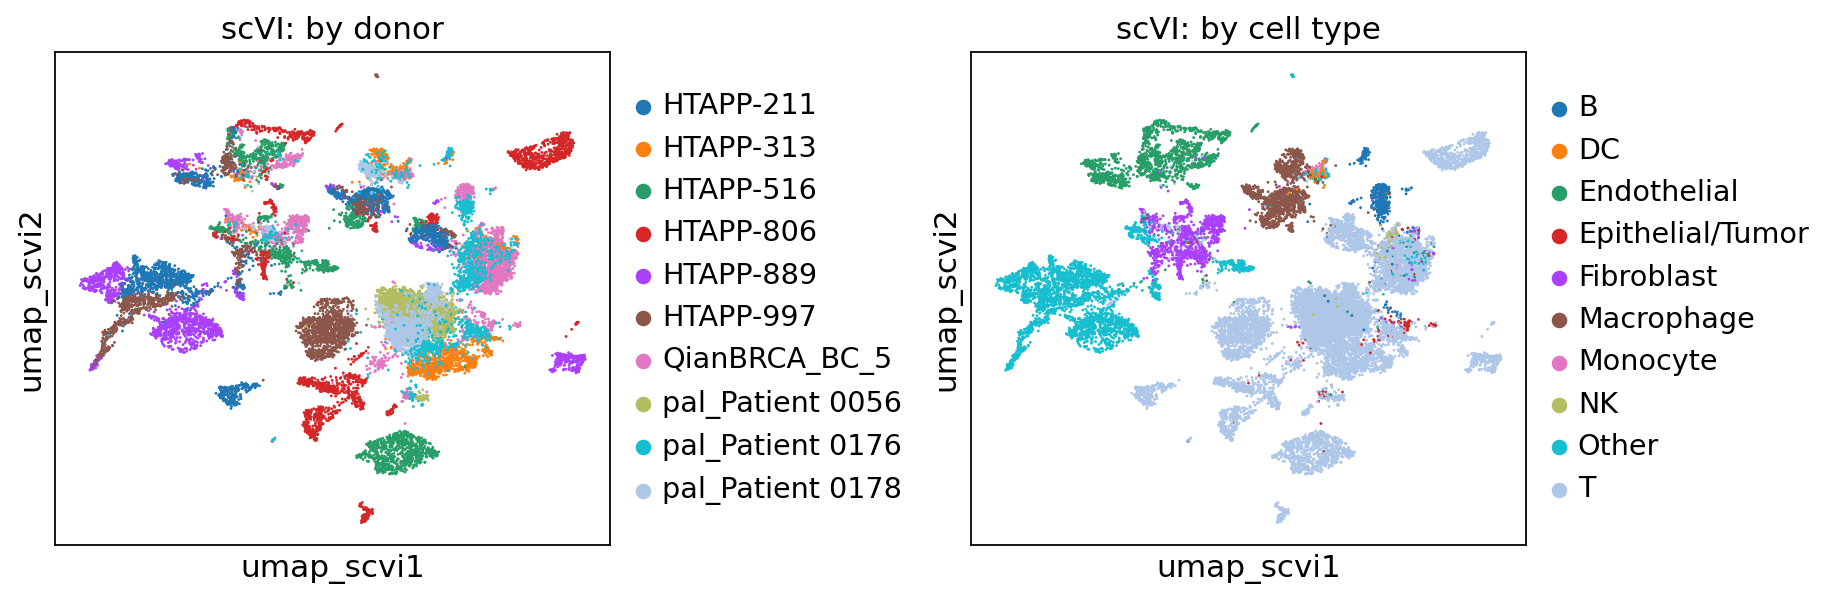 scVI: by donor
umap_scvi2
umap_scvi1
HTAPP-211
HTAPP-313
HTAPP-516
HTAPP-806
HTAPP-889
HTAPP-997
QianBRCA_BC_5
pal_Patient 0056
pal_Patient 0176
pal_Patient 0178
scVI: by cell type
umap_scvi2
umap_scvi1
B
DC
Endothelial
Epithelial/Tumor
Fibroblast
Macrophage
Monocyte
NK
Other
T